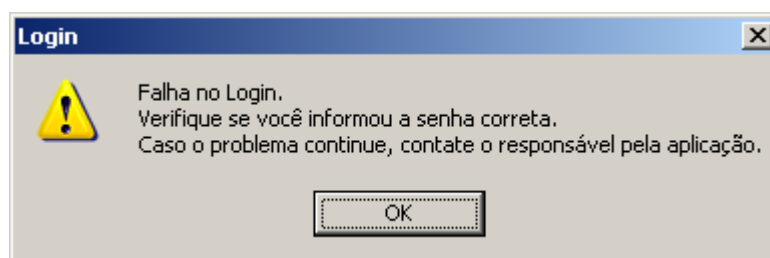 Login
Falha no Login.
Verifique se você informou a senha correta.
Caso o problema continue, contate o responsável pela aplicação.
OK